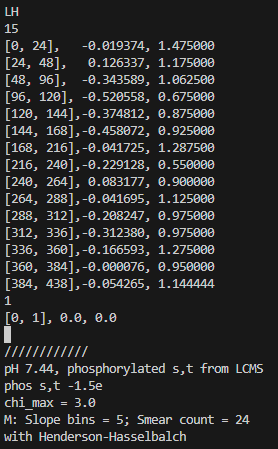 LH
15
[0, 24],   -0.019374, 1.475000
[24, 48],   0.126337, 1.175000
[48, 96],  -0.343589, 1.062500
[96, 120], -0.520558, 0.675000
[120, 144],-0.374812, 0.875000
[144, 168],-0.458072, 0.925000
[168, 216],-0.041725, 1.287500
[216, 240],-0.229128, 0.550000
[240, 264], 0.083177, 0.900000
[264, 288],-0.041695, 1.125000
[288, 312],-0.208247, 0.975000
[312, 336],-0.312380, 0.975000
[336, 360],-0.166593, 1.275000
[360, 384],-0.000076, 0.950000
[384, 438],-0.054265, 1.144444
1
[0, 1], 0.0, 0.0
////////////
pH 7.44, phosphorylated s,t from LCMS
phos s,t -1.5e
chi_max = 3.0
M: Slope bins = 5; Smear count = 24
with Henderson-Hasselbalch